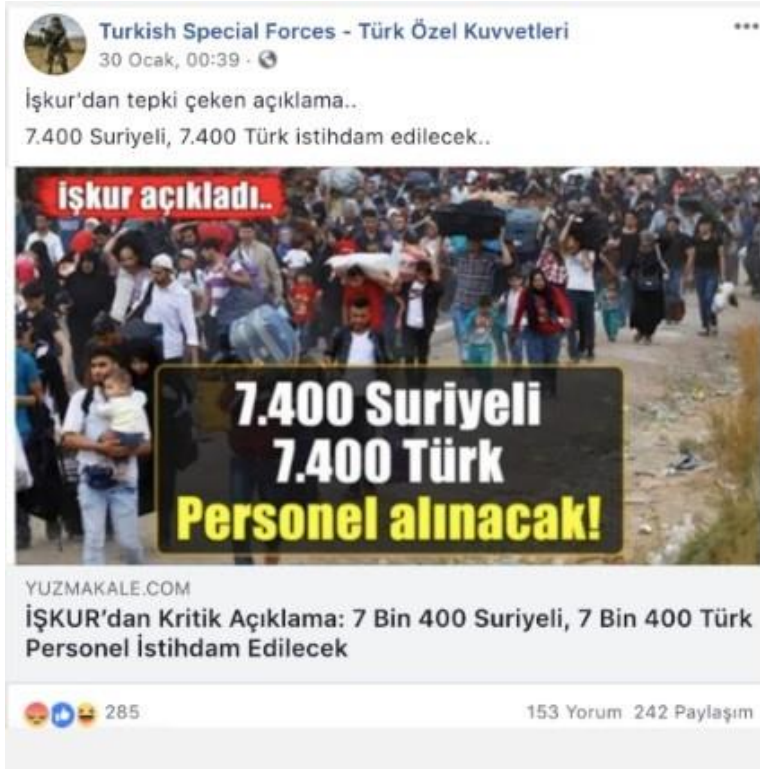 Turkish Special Forces - Türk Özel Kuvvetleri
30 Ocak, 00:39 ·
İşkur'dan tepki çeken açıklama..
7.400 Suriyeli, 7.400 Türk istihdam edilecek..
işkur açıkladı..
7.400 Suriyeli
7.400 Türk
Personel alınacak!
YUZMAKALE.COM
İŞKUR'dan Kritik Açıklama: 7 Bin 400 Suriyeli, 7 Bin 400 Türk
Personel İstihdam Edilecek
285
153 Yorum 242 Paylaşım